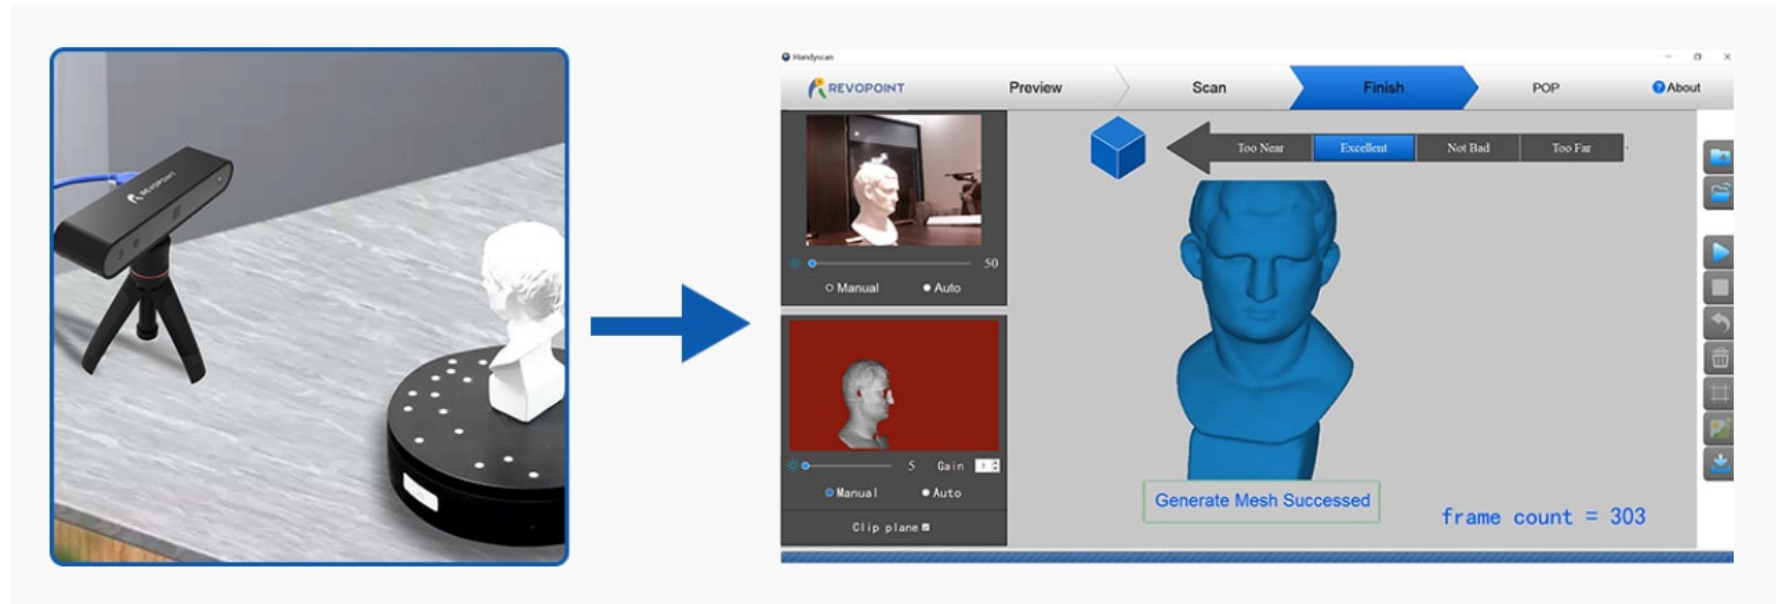 REVOPOINT
Handyscan
REVOPOINT Preview Scan Finish POP About
Too Near Excellent Not Bad Too Far
50
Manual Auto
5 Gain
Manual Auto
Clip plane
Generate Mesh Successed
frame count = 303